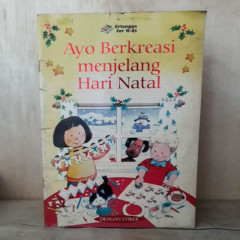 Erlangga
for Kids
Ayo Berkreasi
menjelang
Hari Natal
DENGAN STIKER